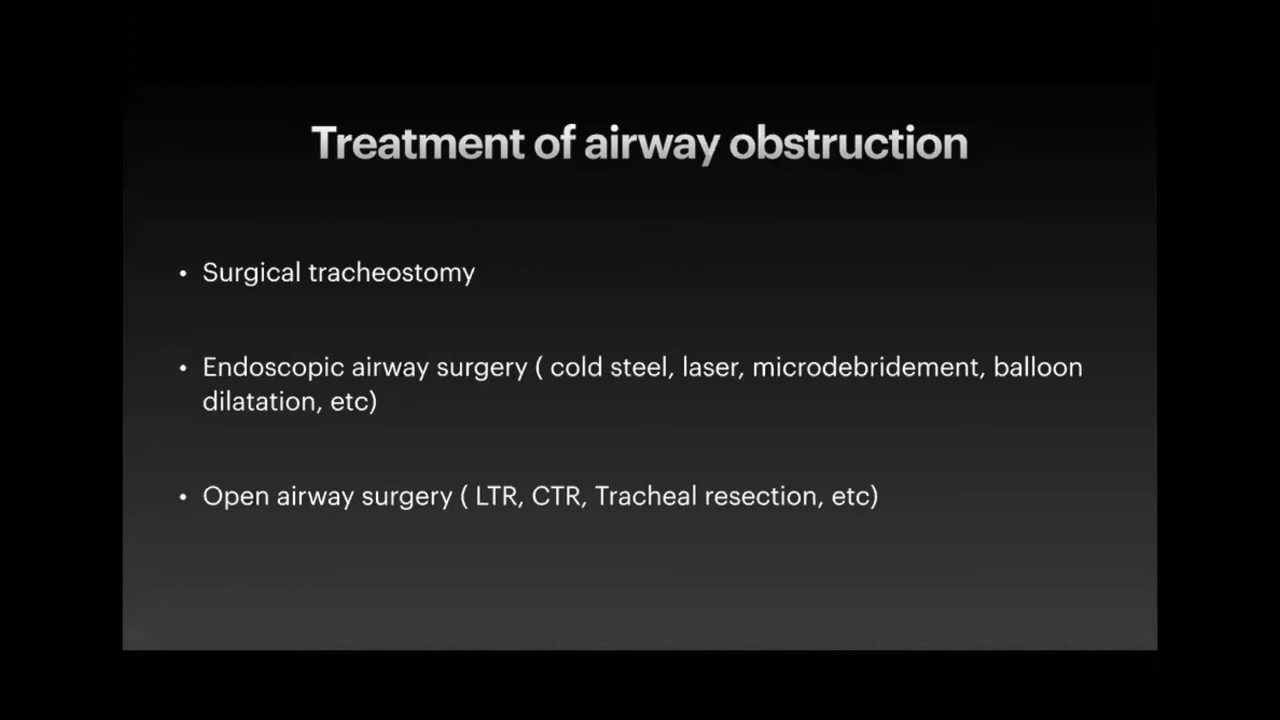 Treatment of airway obstruction
• Surgical tracheostomy
• Endoscopic airway surgery ( cold steel, laser, microdebridement, balloon
dilatation, etc)
• Open airway surgery ( LTR, CTR, Tracheal resection, etc)